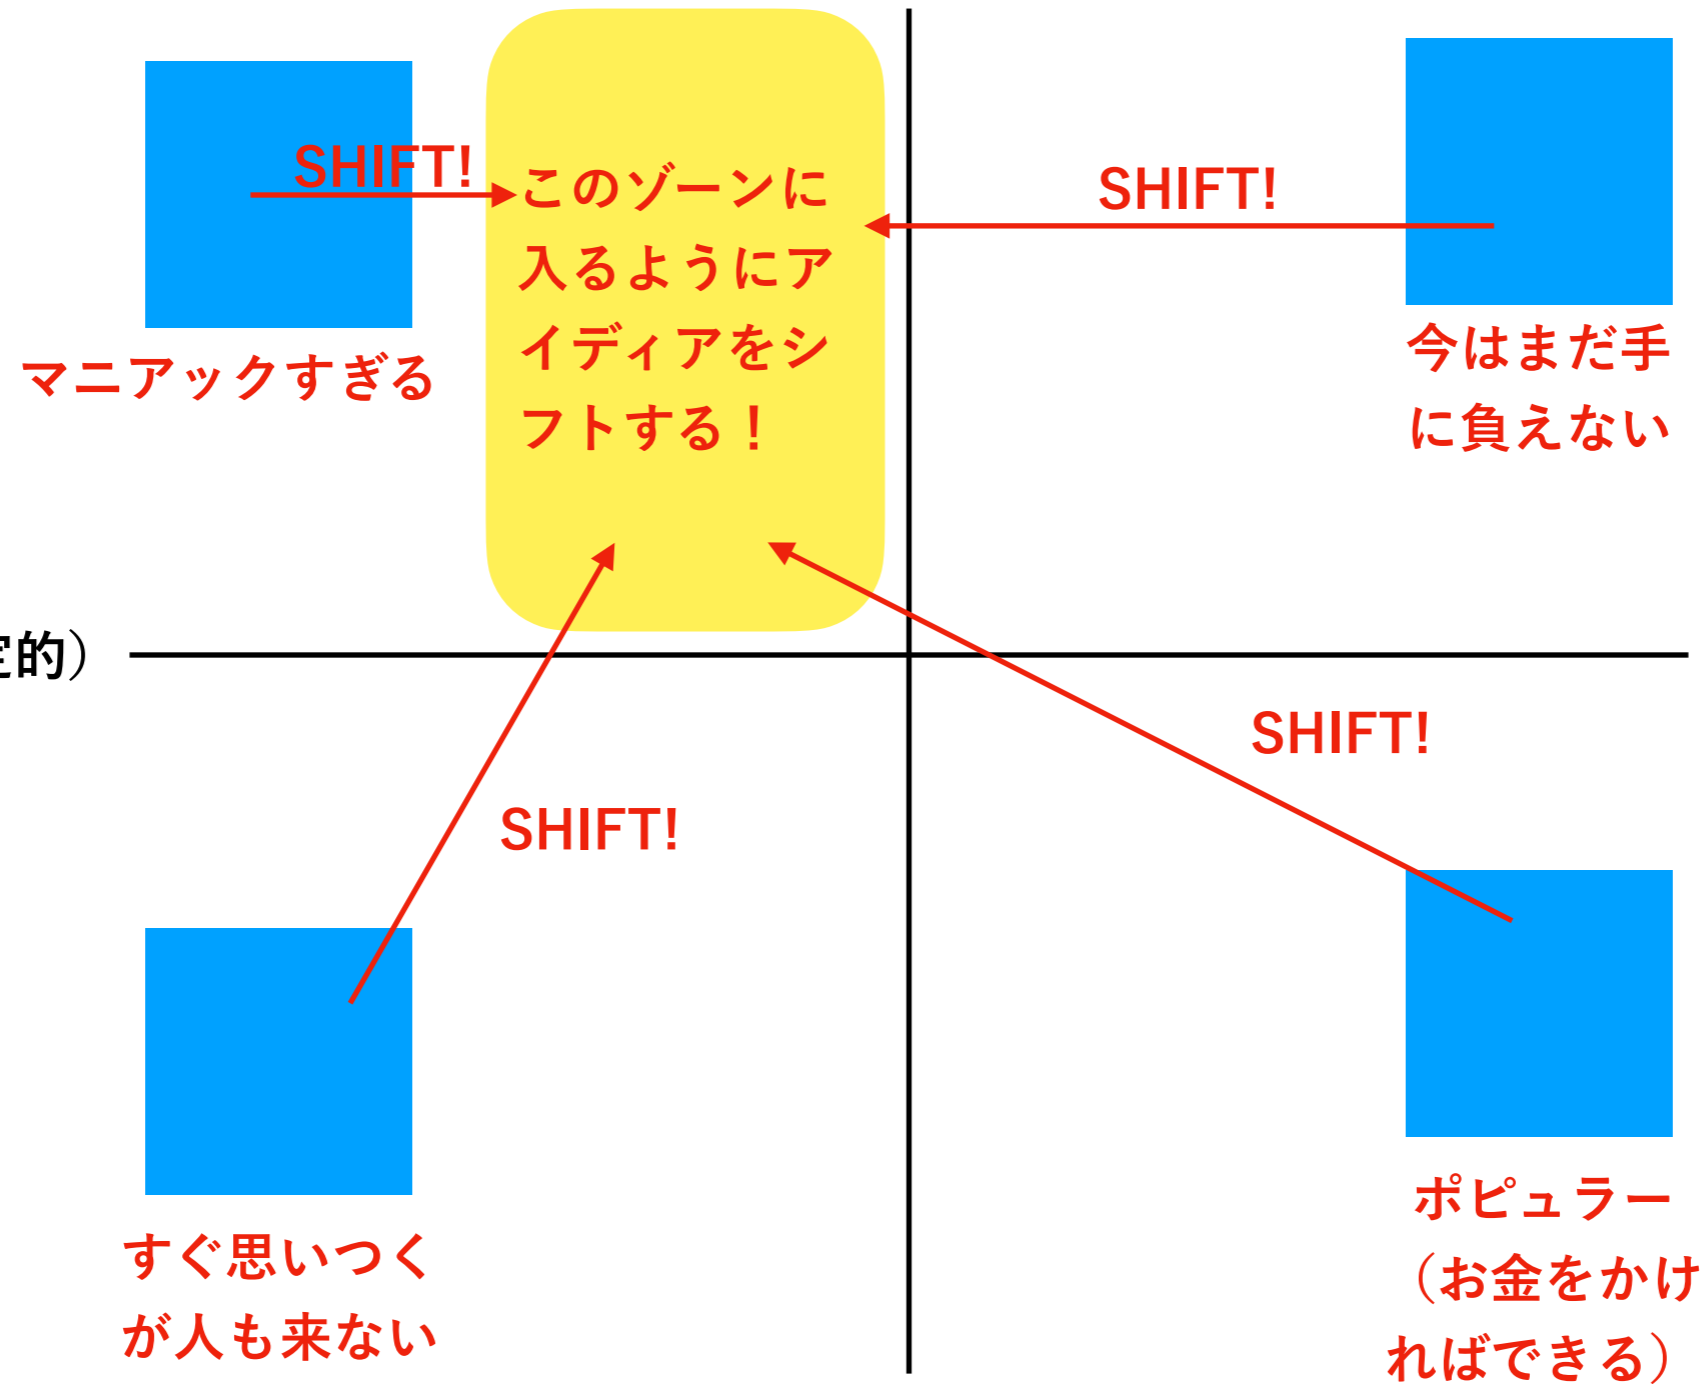 SHIFT!
マニアックすぎる
このゾーンに
入るようにア
イディアをシ
フトする！
SHIFT!
今はまだ手
に負えない
定的）
SHIFT!
SHIFT!
すぐ思いつく
が人も来ない
ポピュラー
（お金をかけ
ればできる）